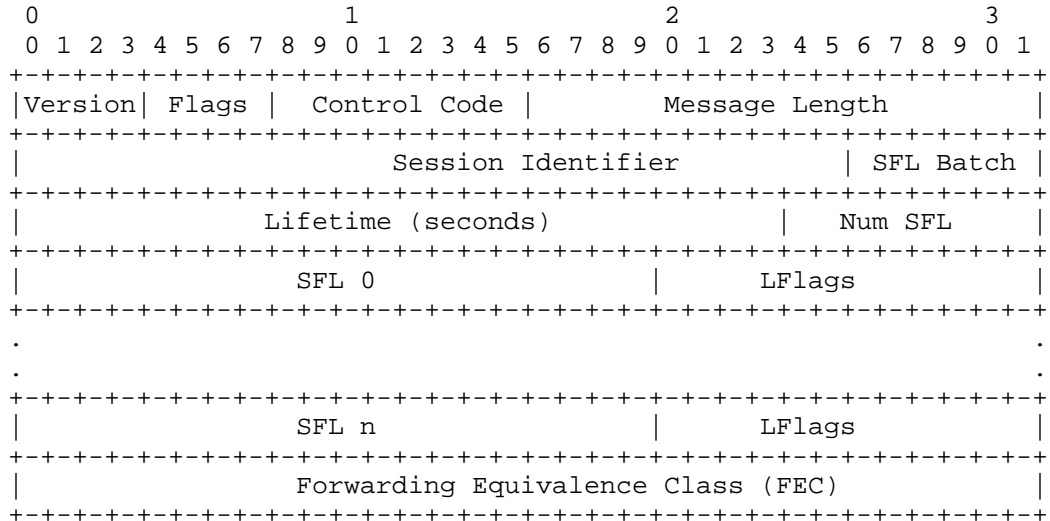 0                   1                   2                   3
 0 1 2 3 4 5 6 7 8 9 0 1 2 3 4 5 6 7 8 9 0 1 2 3 4 5 6 7 8 9 0 1
+-+-+-+-+-+-+-+-+-+-+-+-+-+-+-+-+-+-+-+-+-+-+-+-+-+-+-+-+-+-+-+-+
|Version| Flags |  Control Code |        Message Length         |
+-+-+-+-+-+-+-+-+-+-+-+-+-+-+-+-+-+-+-+-+-+-+-+-+-+-+-+-+-+-+-+-+
|                       Session Identifier          | SFL Batch |
+-+-+-+-+-+-+-+-+-+-+-+-+-+-+-+-+-+-+-+-+-+-+-+-+-+-+-+-+-+-+-+-+
|               Lifetime (seconds)              |   Num SFL     |
+-+-+-+-+-+-+-+-+-+-+-+-+-+-+-+-+-+-+-+-+-+-+-+-+-+-+-+-+-+-+-+-+
|                 SFL 0                 |      LFlags           |
+-+-+-+-+-+-+-+-+-+-+-+-+-+-+-+-+-+-+-+-+-+-+-+-+-+-+-+-+-+-+-+-+
.                                                               .
.                                                               .
+-+-+-+-+-+-+-+-+-+-+-+-+-+-+-+-+-+-+-+-+-+-+-+-+-+-+-+-+-+-+-+-+
|                 SFL n                 |      LFlags           |
+-+-+-+-+-+-+-+-+-+-+-+-+-+-+-+-+-+-+-+-+-+-+-+-+-+-+-+-+-+-+-+-+
|                 Forwarding Equivalence Class (FEC)            |
+-+-+-+-+-+-+-+-+-+-+-+-+-+-+-+-+-+-+-+-+-+-+-+-+-+-+-+-+-+-+-+-+